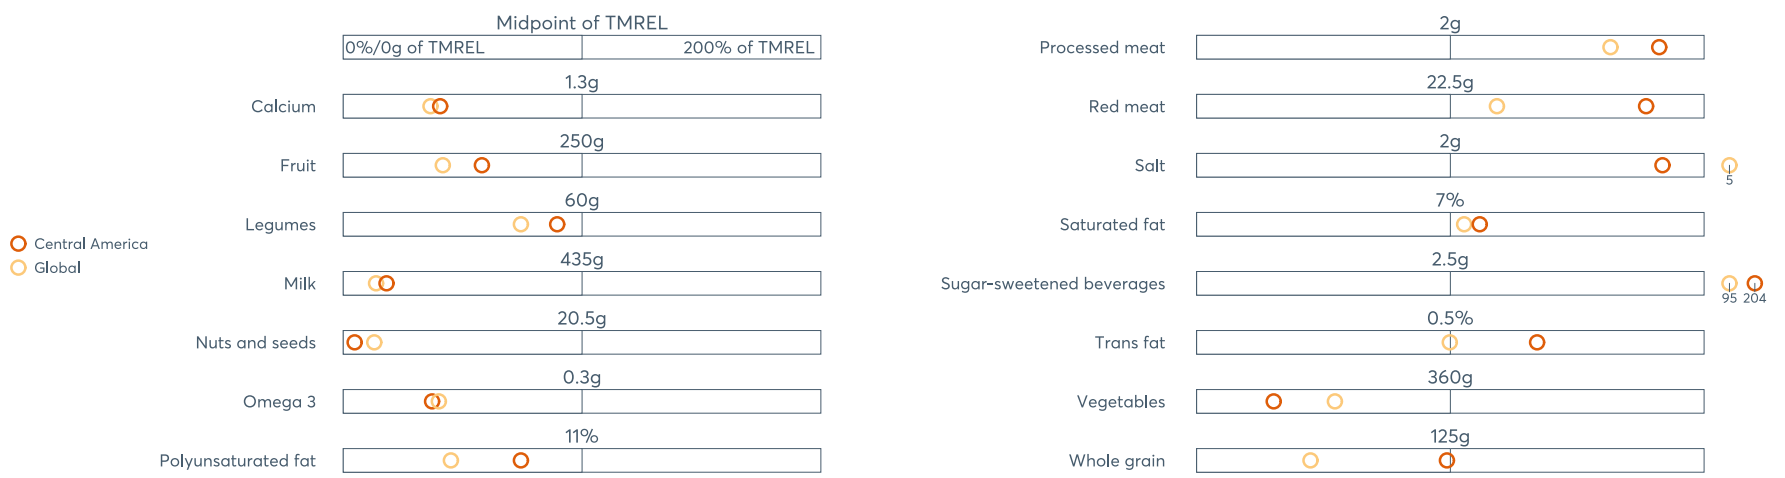 Midpoint of TMREL
0%/0g of TMREL 200% of TMREL
1.3g
Calcium
250g
Fruit
60g
Legumes
435g
Milk
20.5g
Nuts and seeds
0.3g
Omega 3
11%
Polyunsaturated fat
Central America
Global
2g
Processed meat
22.5g
Red meat
2g
Salt
5
7%
Saturated fat
2.5g
Sugar-sweetened beverages
95 204
0.5%
Trans fat
360g
Vegetables
125g
Whole grain